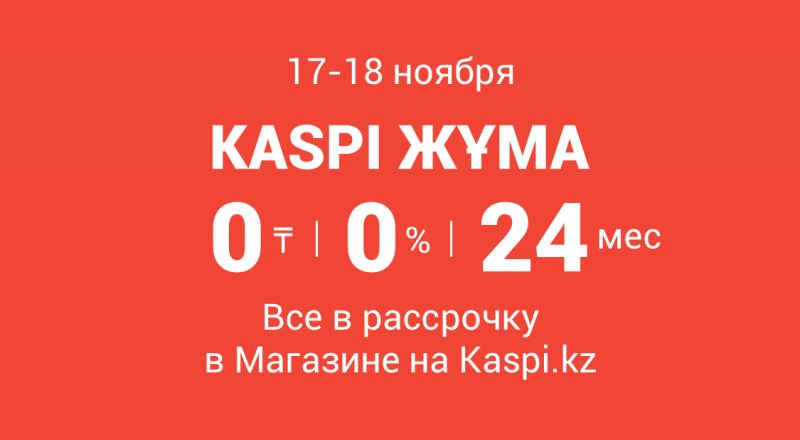 17-18 ноября
KASPI ЖҰМА
0 ₸ | 0 % | 24 мес
Все в рассрочку
в Магазине на Kaspi.kz